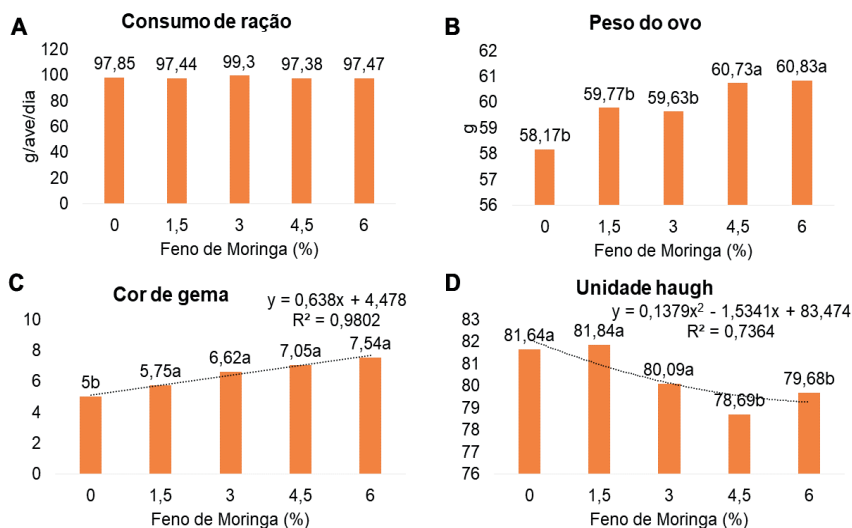 A
Consumo de ração
g/ave/dia
120
100
80
60
40
20
0
97,85
97,44
99,3
97,38
97,47
0
1,5
3
4,5
6
Feno de Moringa (%)
B
Peso do ovo
g
62
61
60
59
58
57
56
58,17b
59,77b
59,63b
60,73a
60,83a
0
1,5
3
4,5
6
Feno de Moringa (%)
C
Cor de gema
y = 0,638x + 4,478
R² = 0,9802
10
8
6
4
2
0
5b
5,75a
6,62a
7,05a
7,54a
0
1,5
3
4,5
6
Feno de Moringa (%)
D
Unidade haugh
y = 0,1379x² - 1,5341x + 83,474
R² = 0,7364
83
82
81
80
79
78
77
76
81,64a
81,84a
80,09a
78,69b
79,68b
0
1,5
3
4,5
6
Feno de Moringa (%)